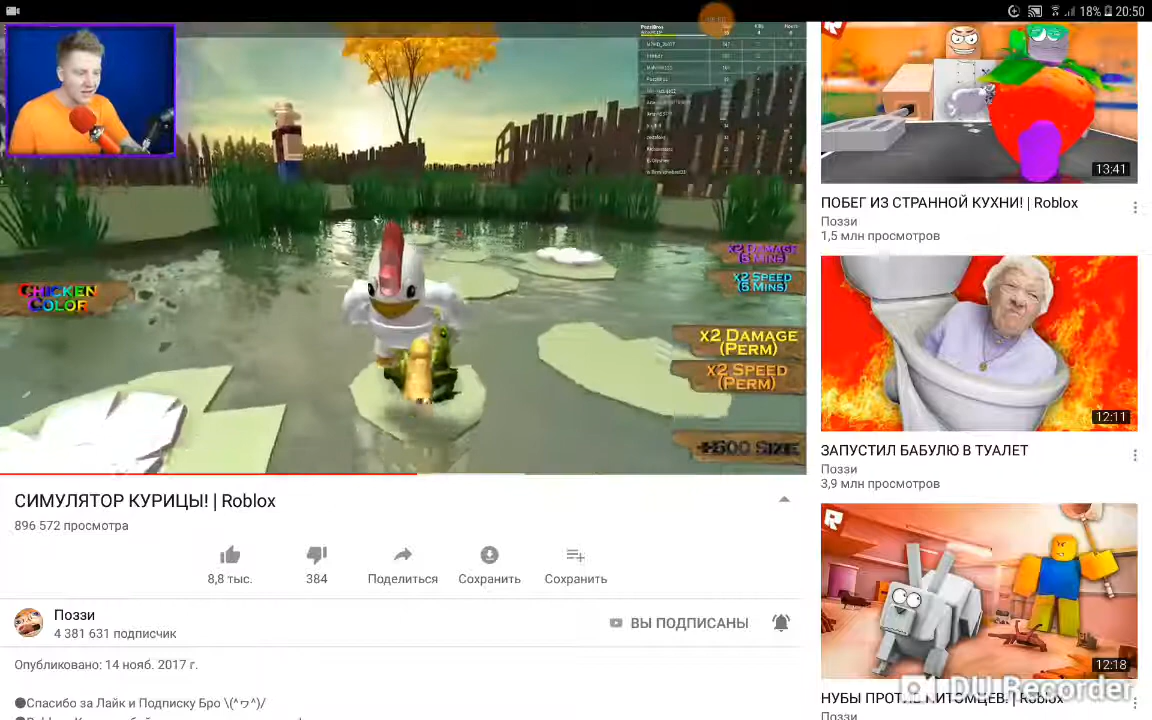 18% 20:50
CHICKEN
COLOR
X2 DAMAGE
(5 MINS)
X2 SPEED
(5 MINS)
X2 DAMAGE
(PERM)
X2 SPEED
(PERM)
+500 SIZE
СИМУЛЯТОР КУРИЦЫ! | Roblox
896 572 просмотра
8,8 тыс.
384
Поделиться
Сохранить
Сохранить
Поззи
4 381 631 подписчик
ВЫ ПОДПИСАНЫ
Опубликовано: 14 нояб. 2017 г.
●Спасибо за Лайк и Подписку Бро \(^ヮ^)/
13:41
ПОБЕГ ИЗ СТРАННОЙ КУХНИ! | Roblox
Поззи
1,5 млн просмотров
12:11
ЗАПУСТИЛ БАБУЛЮ В ТУАЛЕТ
Поззи
3,9 млн просмотров
12:18
НУБЫ ПРОТИВ ПИТОМЦЕВ! | Roblox
DU Recorder
Поззи